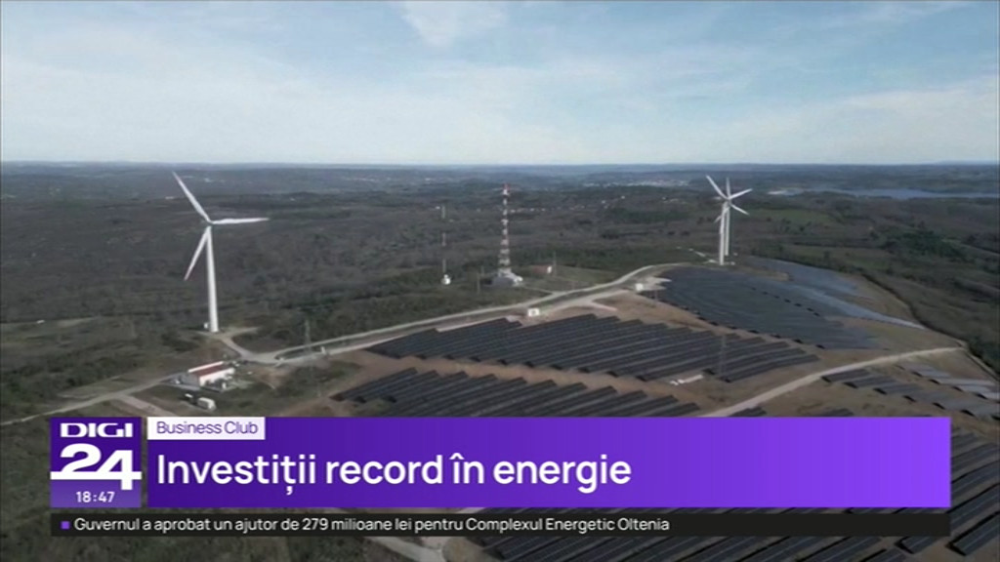 DIGI
24
18:47
Business Club
Investiții record în energie
Guvernul a aprobat un ajutor de 279 milioane lei pentru Complexul Energetic Oltenia